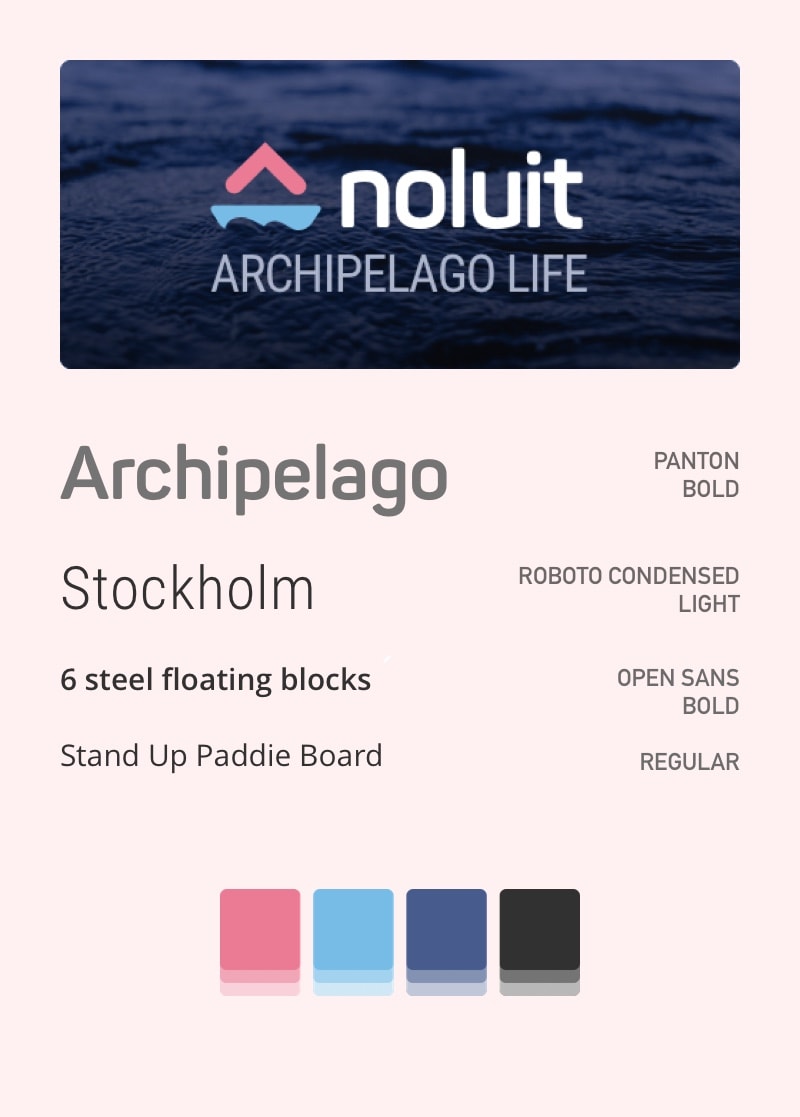 noluit
ARCHIPELAGO LIFE
Archipelago
PANTON
BOLD
Stockholm
ROBOTO CONDENSED
LIGHT
6 steel floating blocks
OPEN SANS
BOLD
Stand Up Paddie Board
REGULAR